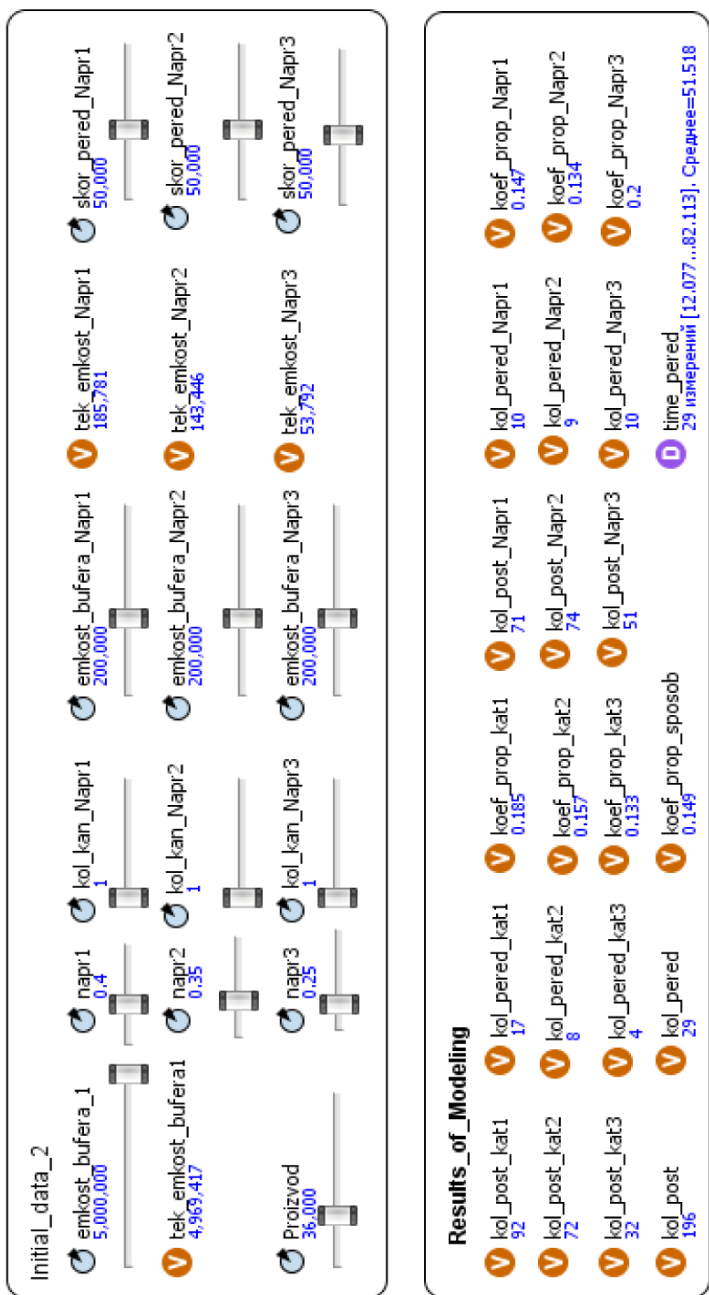 Initial_data_2
emkost_bufera_1
5,000,000
napr1
0.4
kol_kan_Napr1
1
emkost_bufera_Napr1
200,000
tek_emkost_Napr1
185,781
skor_pered_Napr1
50,000
tek_emkost_bufera1
4,969,417
napr2
0.35
kol_kan_Napr2
1
emkost_bufera_Napr2
200,000
tek_emkost_Napr2
143,446
skor_pered_Napr2
50,000
Proizvod
36,000
napr3
0.25
kol_kan_Napr3
1
emkost_bufera_Napr3
200,000
tek_emkost_Napr3
53,792
skor_pered_Napr3
50,000
Results_of_Modeling
V kol_post_kat1
92
V kol_pered_kat1
17
V koef_prop_kat1
0.185
V kol_post_Napr1
71
V kol_pered_Napr1
10
V koef_prop_Napr1
0.147
V kol_post_kat2
72
V kol_pered_kat2
8
V koef_prop_kat2
0.157
V kol_post_Napr2
74
V kol_pered_Napr2
9
V koef_prop_Napr2
0.134
V kol_post_kat3
32
V kol_pered_kat3
4
V koef_prop_kat3
0.133
V kol_post_Napr3
51
V kol_pered_Napr3
10
V koef_prop_Napr3
0.2
V kol_post
196
V kol_pered
29
V koef_prop_sposob
0.149
D time_pered
29 измерений [12.077...82.113]. Среднее=51.518